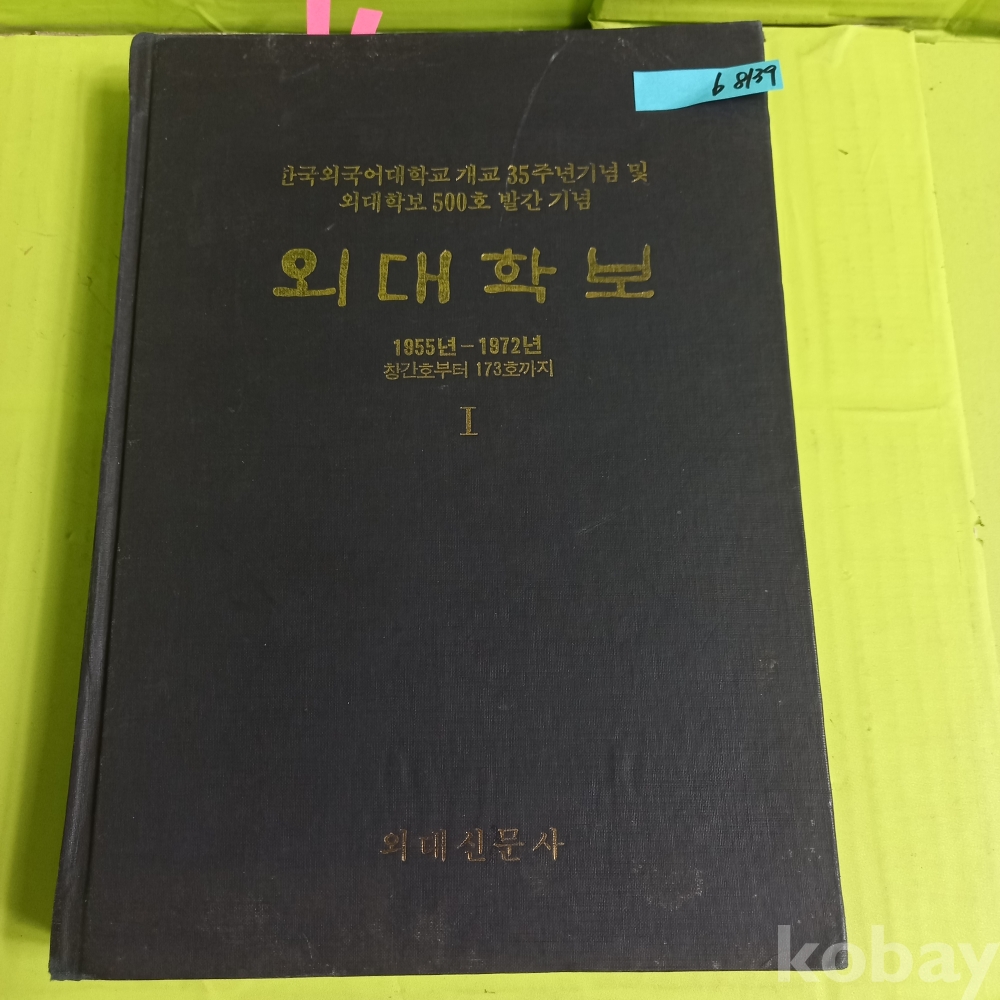 b 8139
한국외국어대학교 개교 35주년기념 및
외대학보 500호 발간 기념
외대학보
1955년-1972년
창간호부터 173호까지
I
외대신문사
kobay